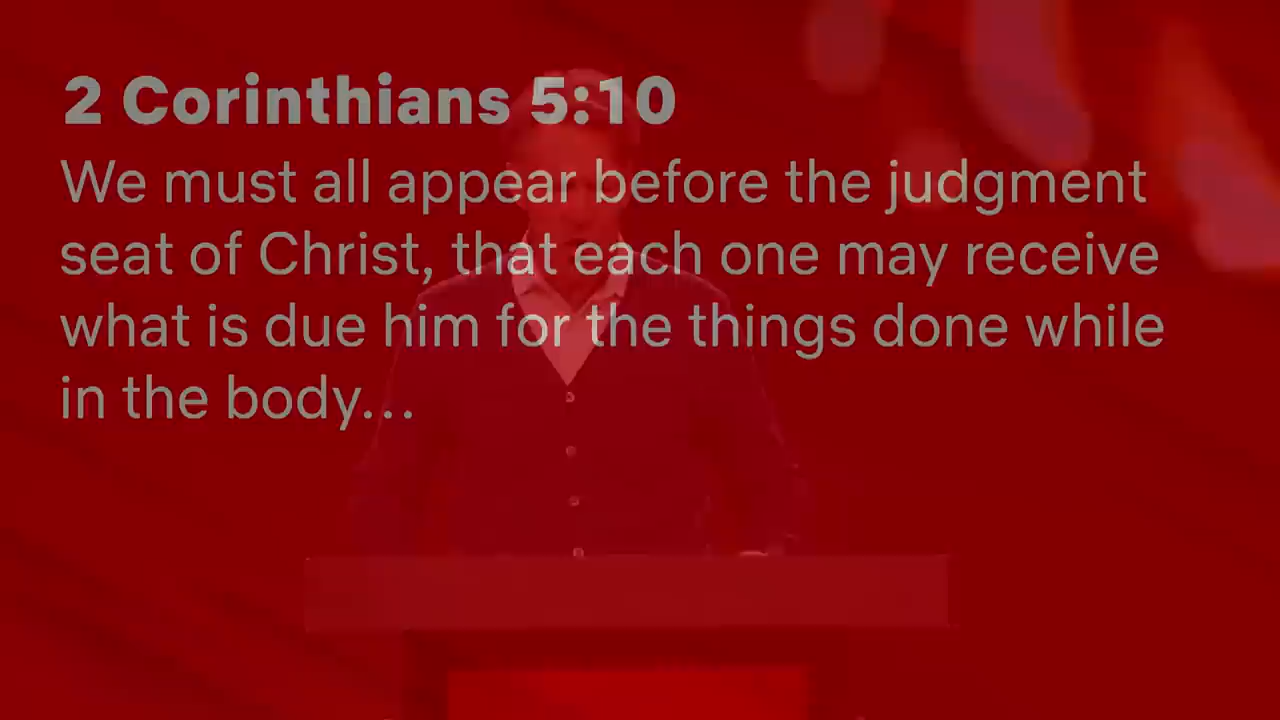 2 Corinthians 5:10
We must all appear before the judgment
seat of Christ, that each one may receive
what is due him for the things done while
in the body…